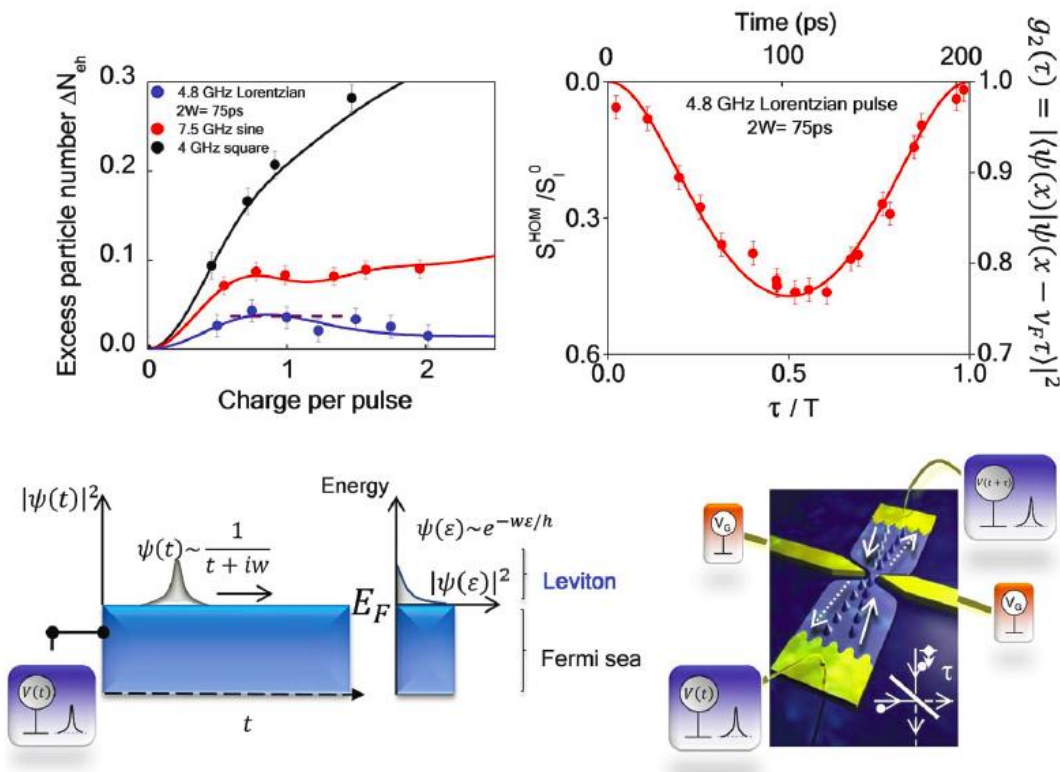 Excess particle number ΔN_eh
0.3
0.2
0.1
0.0
4.8 GHz Lorentzian
2W= 75ps
7.5 GHz sine
4 GHz square
0
1
2
Charge per pulse
Time (ps)
0
100
200
S_I^HOM/S_I^0
0.0
0.3
0.6
4.8 GHz Lorentzian pulse
2W= 75ps
1.0
0.9
0.8
0.7
g₂(τ) = |⟨ψ(x)|ψ(x − v_Fτ)⟩|²
0.0
0.5
1.0
τ / T
|ψ(t)|²
ψ(t)~ 1/(t + iw)
V(t)
t
E_F
Energy
ψ(ε)~e^{−wε/ħ}
|ψ(ε)|²
Leviton
Fermi sea
V(t+τ)
V_G
V_G
V(t)
τ